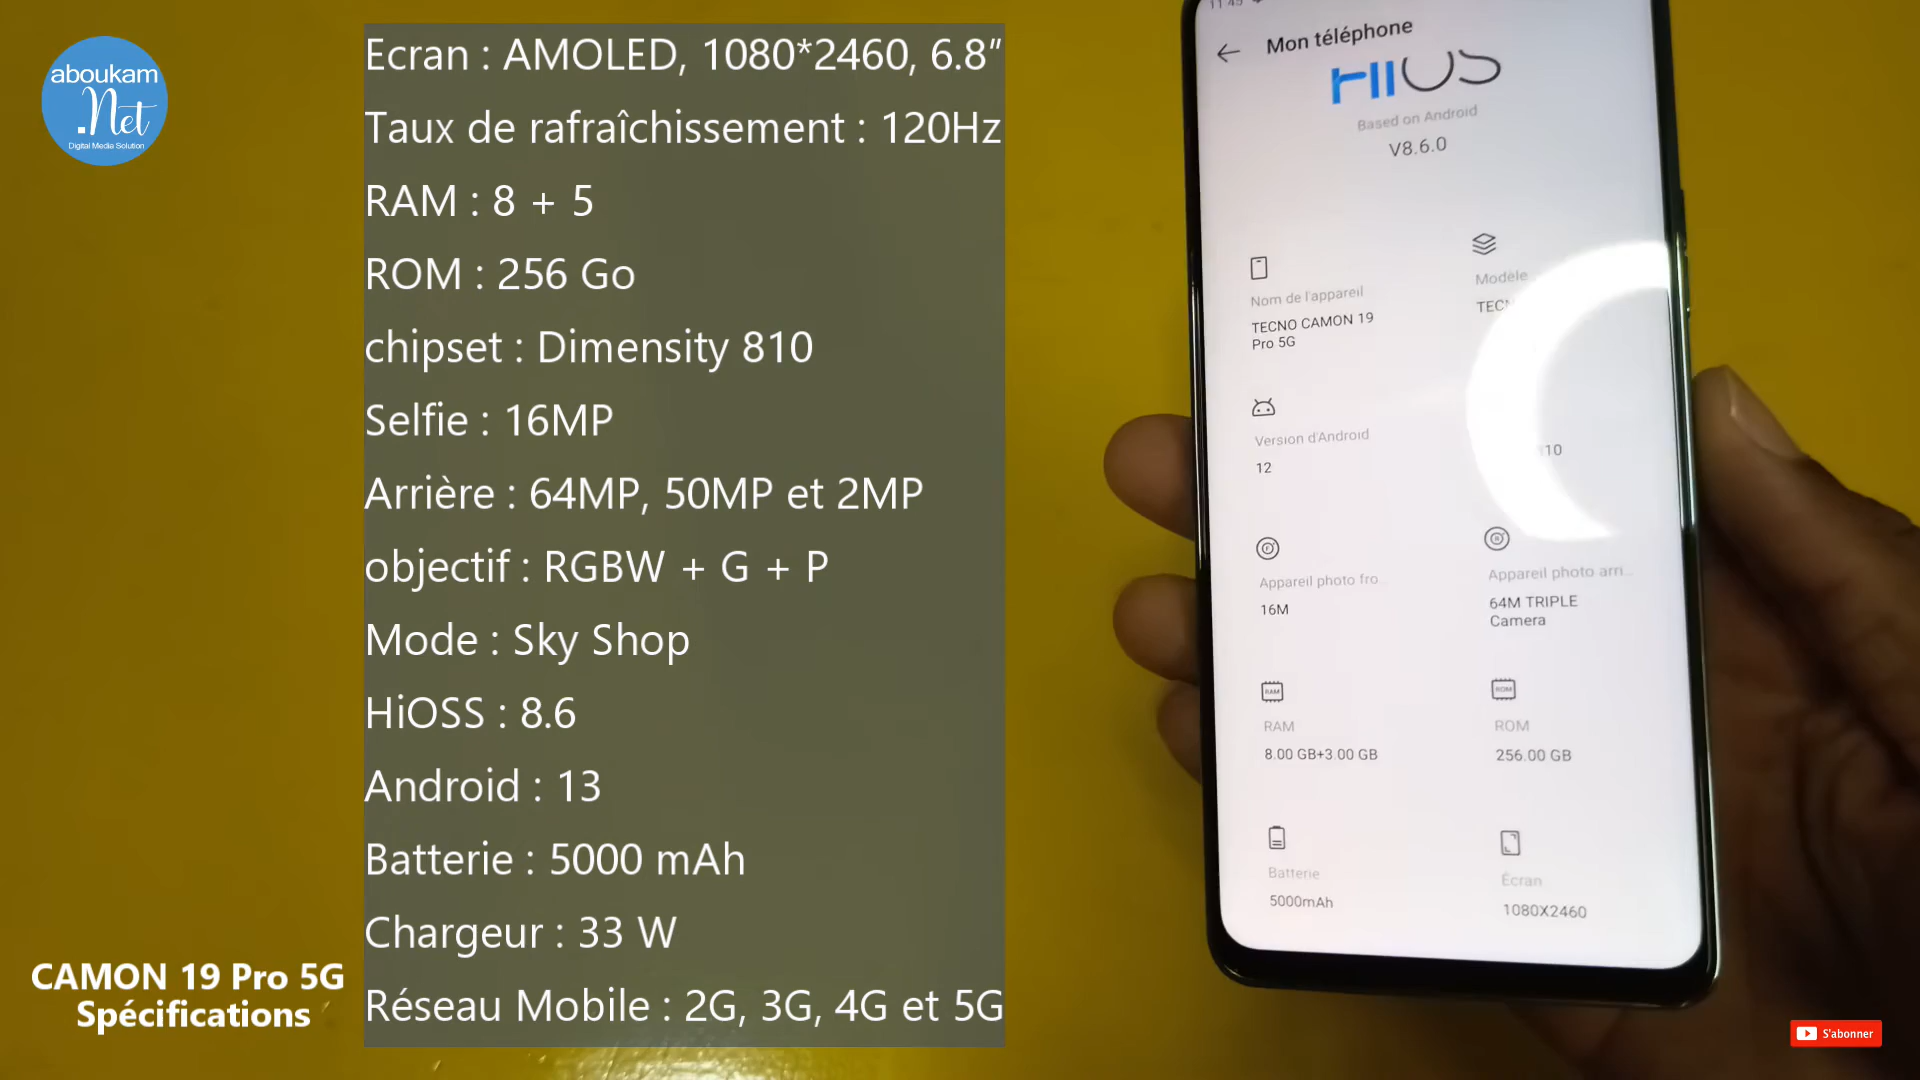 aboukam
.Net
Digital Media Solution
Ecran : AMOLED, 1080*2460, 6.8”
Taux de rafraîchissement : 120Hz
RAM : 8 + 5
ROM : 256 Go
chipset : Dimensity 810
Selfie : 16MP
Arrière : 64MP, 50MP et 2MP
objectif : RGBW + G + P
Mode : Sky Shop
HiOSS : 8.6
Android : 13
Batterie : 5000 mAh
Chargeur : 33 W
Réseau Mobile : 2G, 3G, 4G et 5G
CAMON 19 Pro 5G
Spécifications
Mon téléphone
HIOS
Based on Android
V8.6.0
Nom de l'appareil
TECNO CAMON 19
Pro 5G
Modèle
Version d'Android
12
Appareil photo fro...
16M
Appareil photo arri...
64M TRIPLE
Camera
RAM
RAM
8.00 GB+3.00 GB
ROM
ROM
256.00 GB
Batterie
5000mAh
Écran
1080X2460
S'abonner